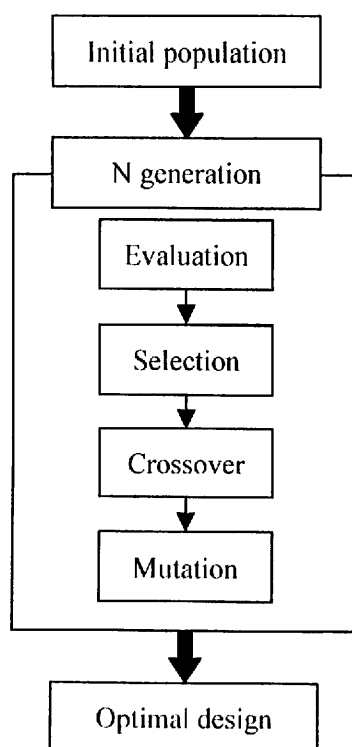 Initial population
N generation
Evaluation
Selection
Crossover
Mutation
Optimal design